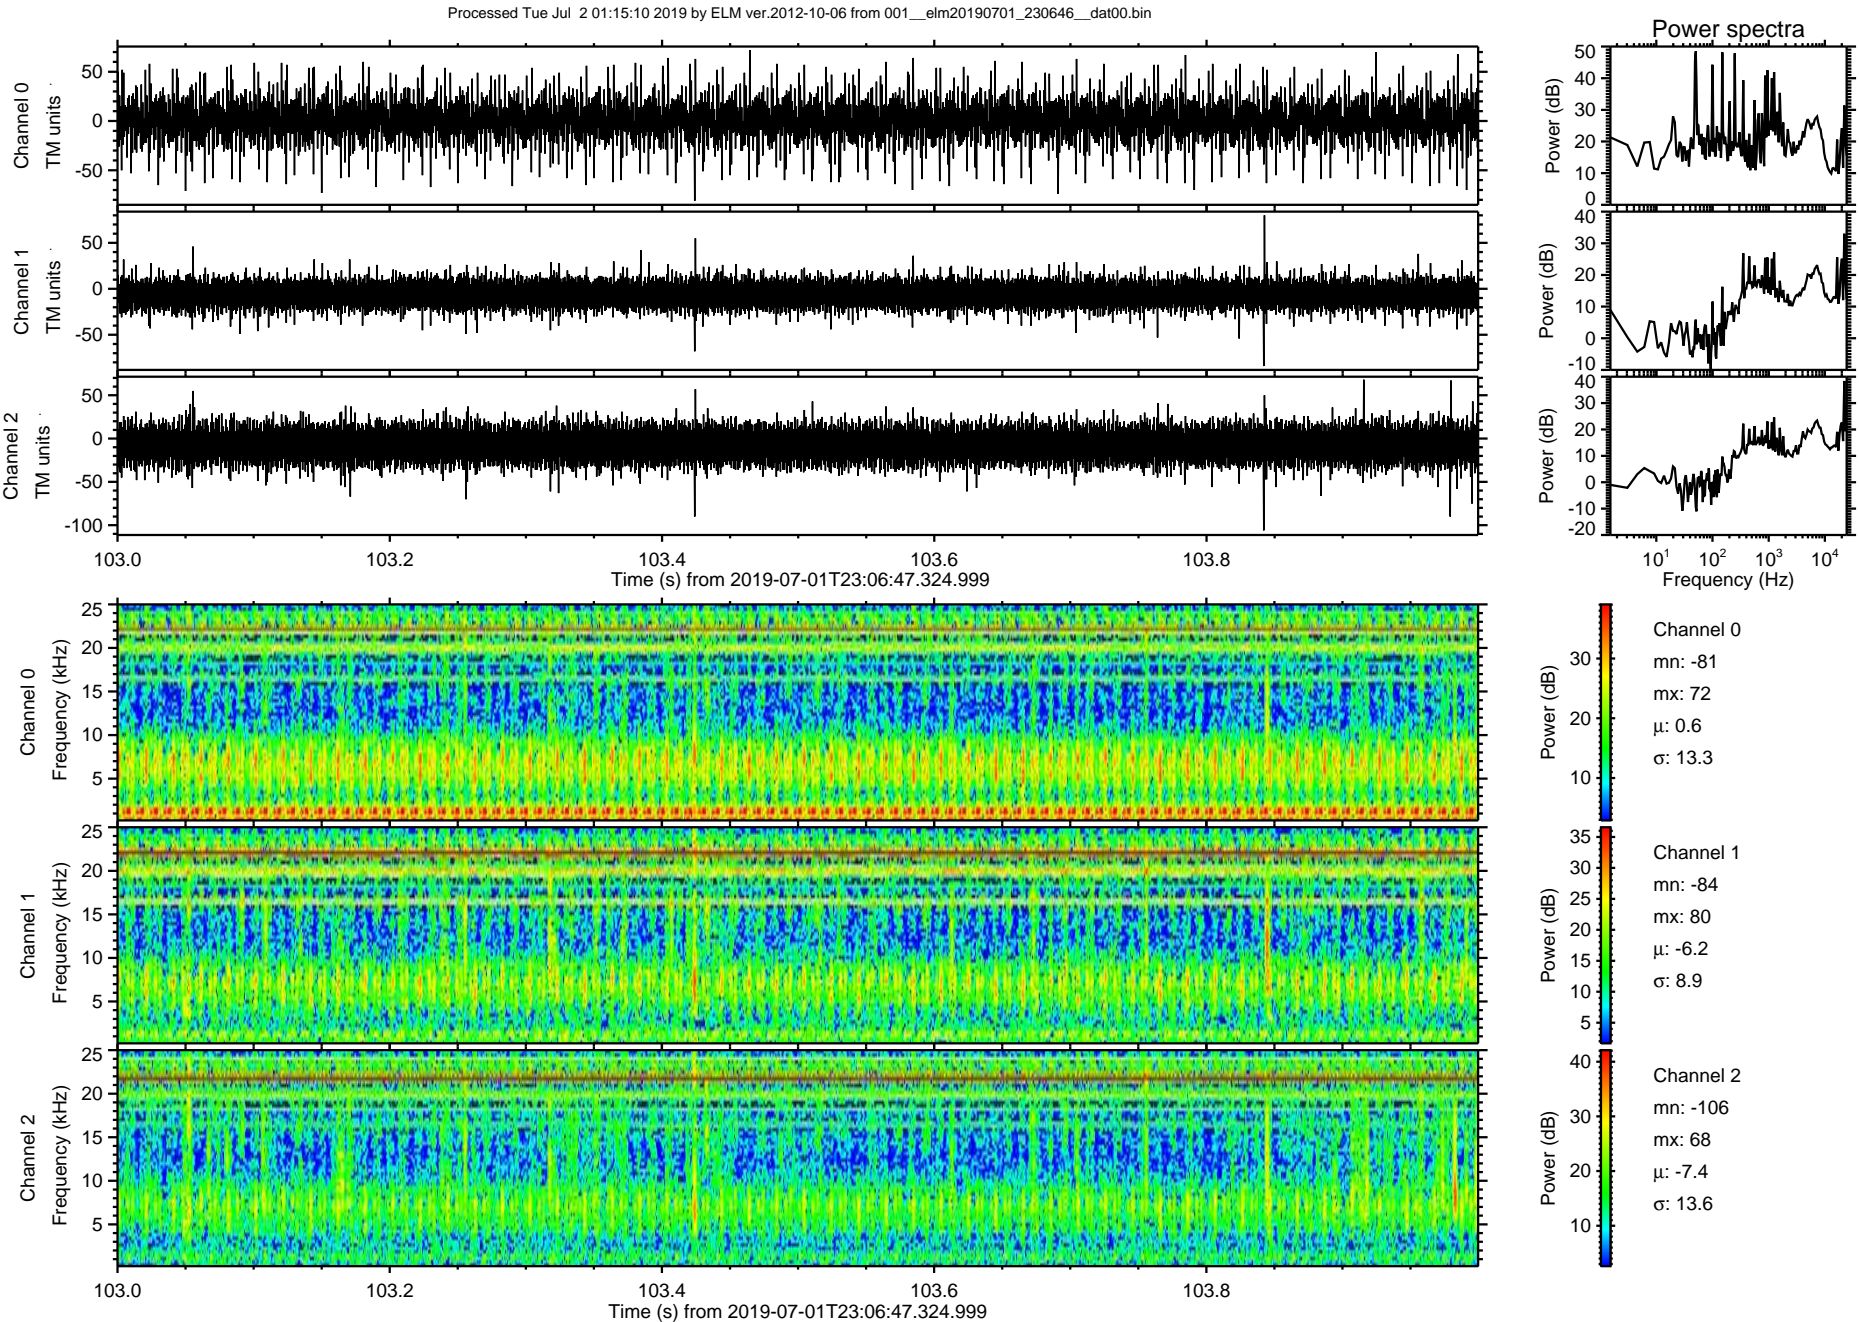 Processed Tue Jul  2 01:15:10 2019 by ELM ver.2012-10-06 from 001__elm20190701_230646__dat00.bin
Power spectra
Channel 0
TM units
50
0
-50
Power (dB)
50
40
30
20
10
0
Channel 1
TM units
50
0
-50
Power (dB)
40
30
20
10
0
-10
Channel 2
TM units
50
0
-50
-100
Power (dB)
40
30
20
10
0
-10
-20
103.0 103.2 103.4 103.6 103.8
Time (s) from 2019-07-01T23:06:47.324.999
10^1 10^2 10^3 10^4
Frequency (Hz)
Channel 0
Frequency (kHz)
25
20
15
10
5
Power (dB)
30
20
10
Channel 0
mn: -81
mx: 72
µ: 0.6
σ: 13.3
Channel 1
Frequency (kHz)
25
20
15
10
5
Power (dB)
35
30
25
20
15
10
5
Channel 1
mn: -84
mx: 80
µ: -6.2
σ: 8.9
Channel 2
Frequency (kHz)
25
20
15
10
5
Power (dB)
40
30
20
10
Channel 2
mn: -106
mx: 68
µ: -7.4
σ: 13.6
103.0 103.2 103.4 103.6 103.8
Time (s) from 2019-07-01T23:06:47.324.999